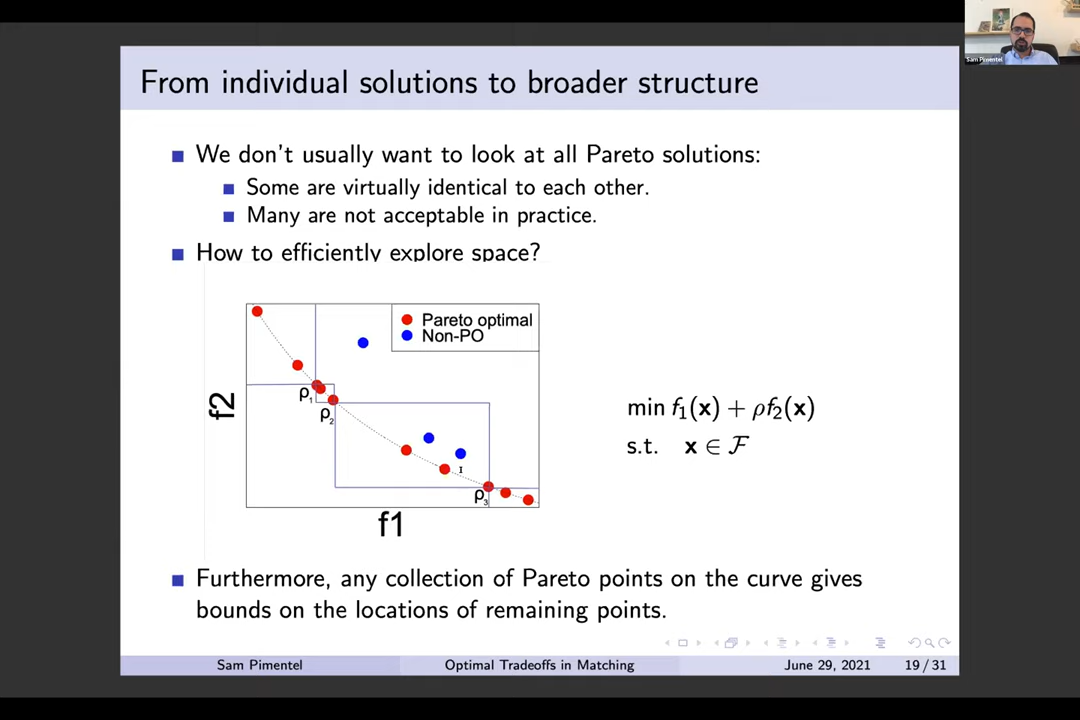 Sam Pimentel
From individual solutions to broader structure
We don't usually want to look at all Pareto solutions:
Some are virtually identical to each other.
Many are not acceptable in practice.
How to efficiently explore space?
Pareto optimal
Non-PO
f2
ρ1
ρ2
ρ3
f1
min f₁(x) + ρf₂(x)
s.t. x ∈ ℱ
Furthermore, any collection of Pareto points on the curve gives
bounds on the locations of remaining points.
Sam Pimentel Optimal Tradeoffs in Matching June 29, 2021 19 / 31